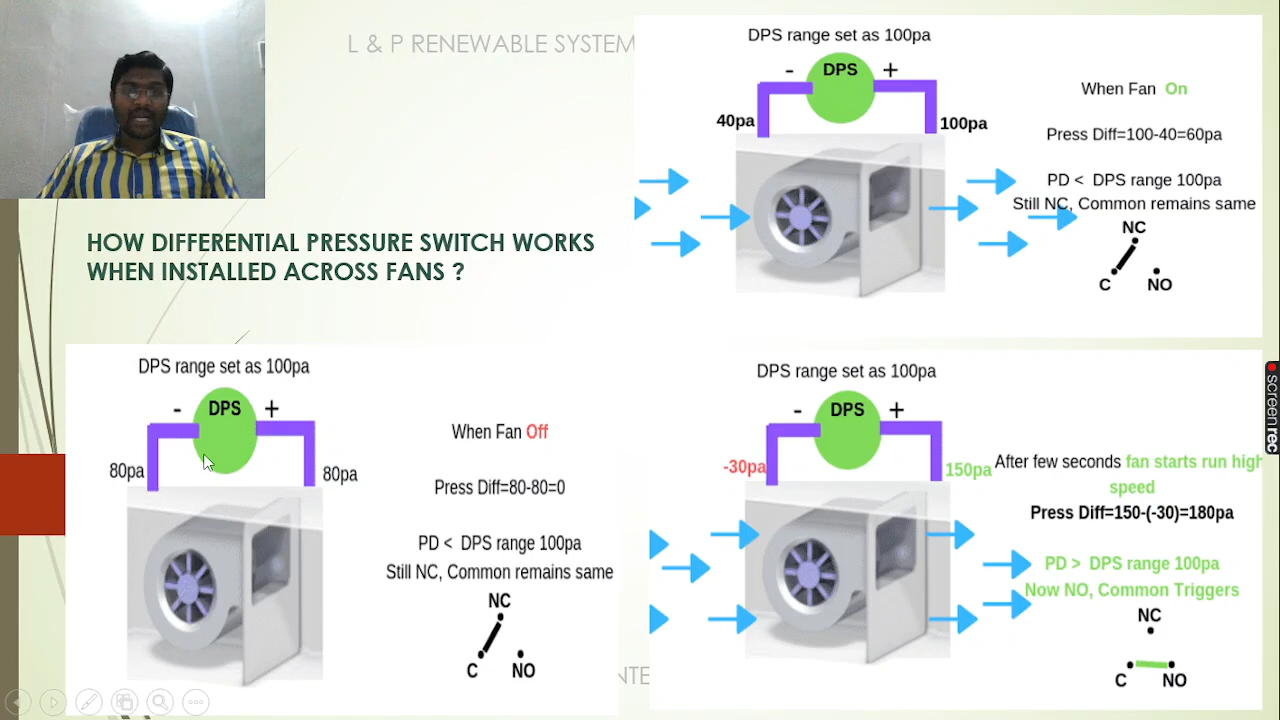 L & P RENEWABLE SYSTEM
HOW DIFFERENTIAL PRESSURE SWITCH WORKS
WHEN INSTALLED ACROSS FANS ?
DPS range set as 100pa
- DPS +
80pa
80pa
When Fan Off
Press Diff=80-80=0
PD < DPS range 100pa
Still NC, Common remains same
NC
C NO
DPS range set as 100pa
- DPS +
40pa
100pa
When Fan On
Press Diff=100-40=60pa
PD < DPS range 100pa
Still NC, Common remains same
NC
C NO
DPS range set as 100pa
- DPS +
-30pa
150pa
After few seconds fan starts run high
speed
Press Diff=150-(-30)=180pa
PD > DPS range 100pa
Now NO, Common Triggers
NC
C NO
screenrec